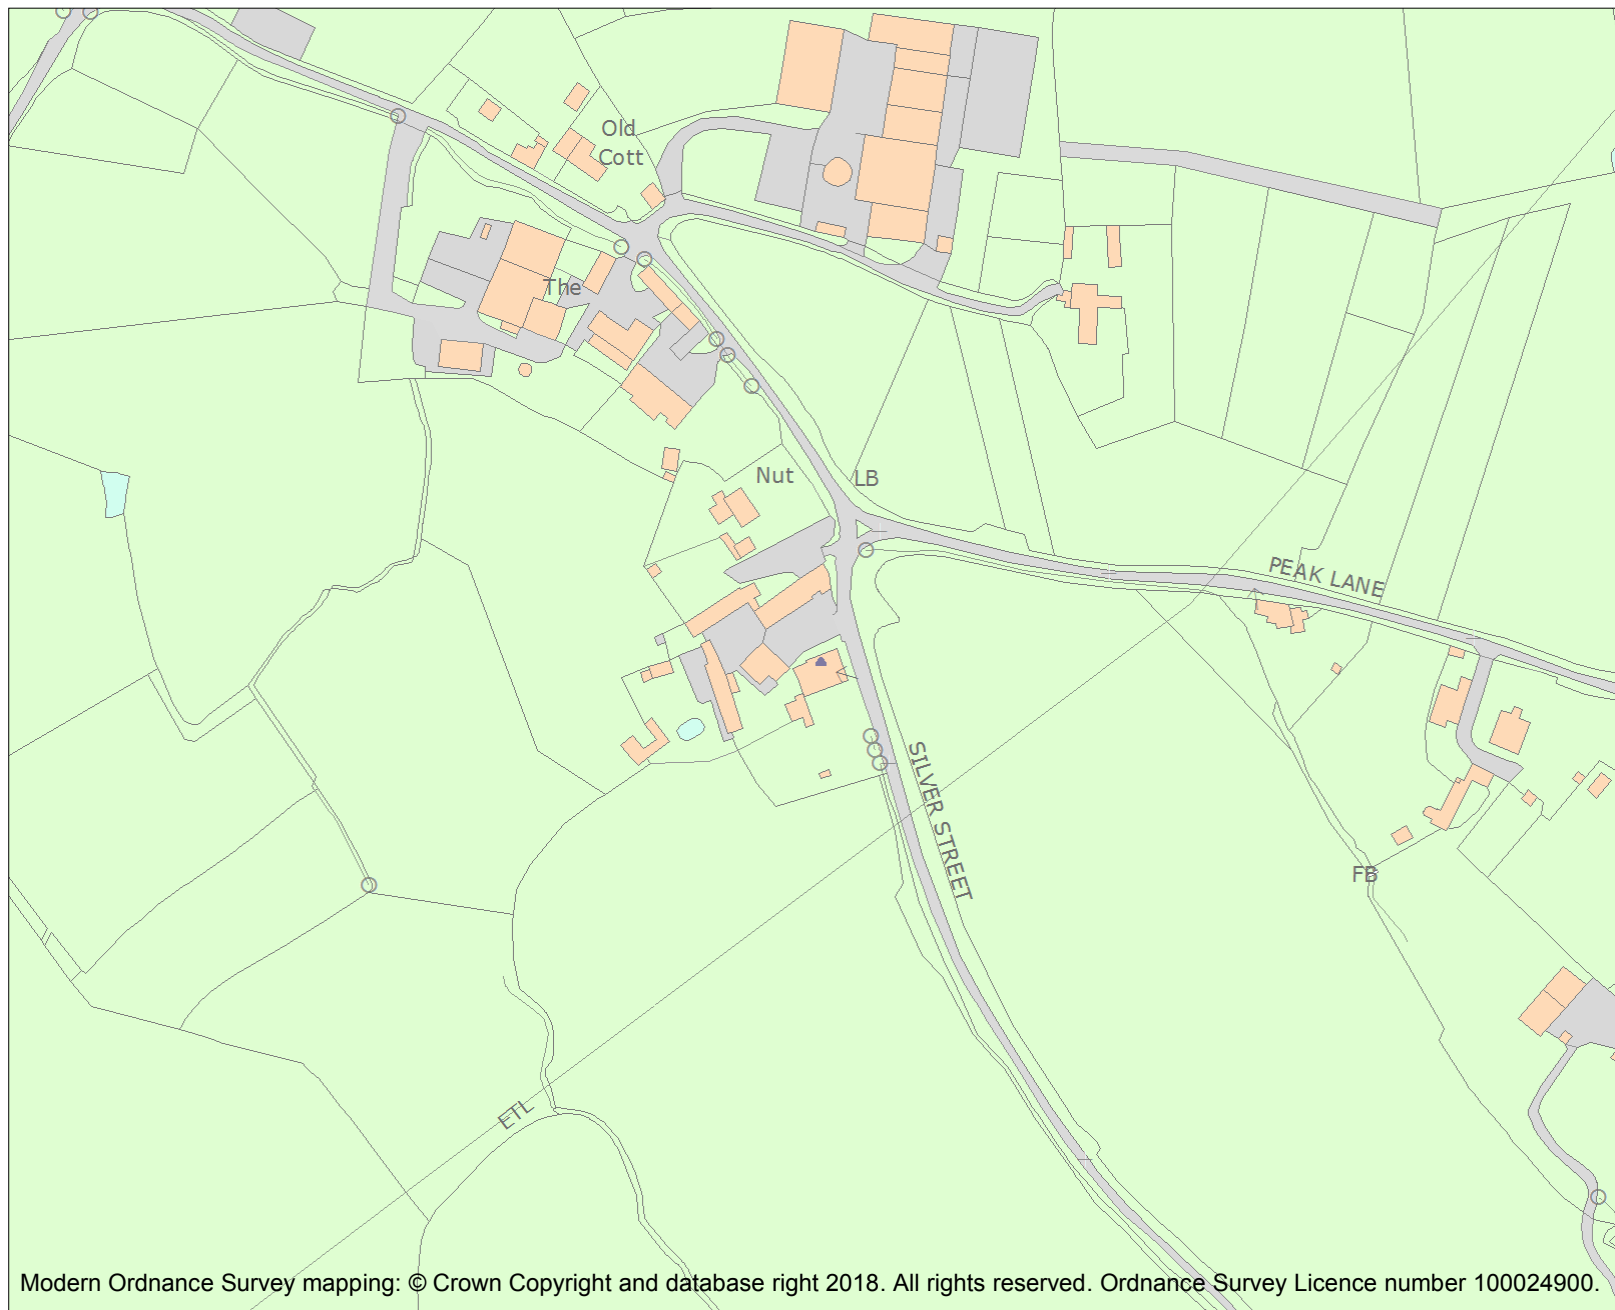 Old
Cott
The
Nut
LB
PEAK LANE
SILVER STREET
FB
ETL
Modern Ordnance Survey mapping: © Crown Copyright and database right 2018. All rights reserved. Ordnance Survey Licence number 100024900.